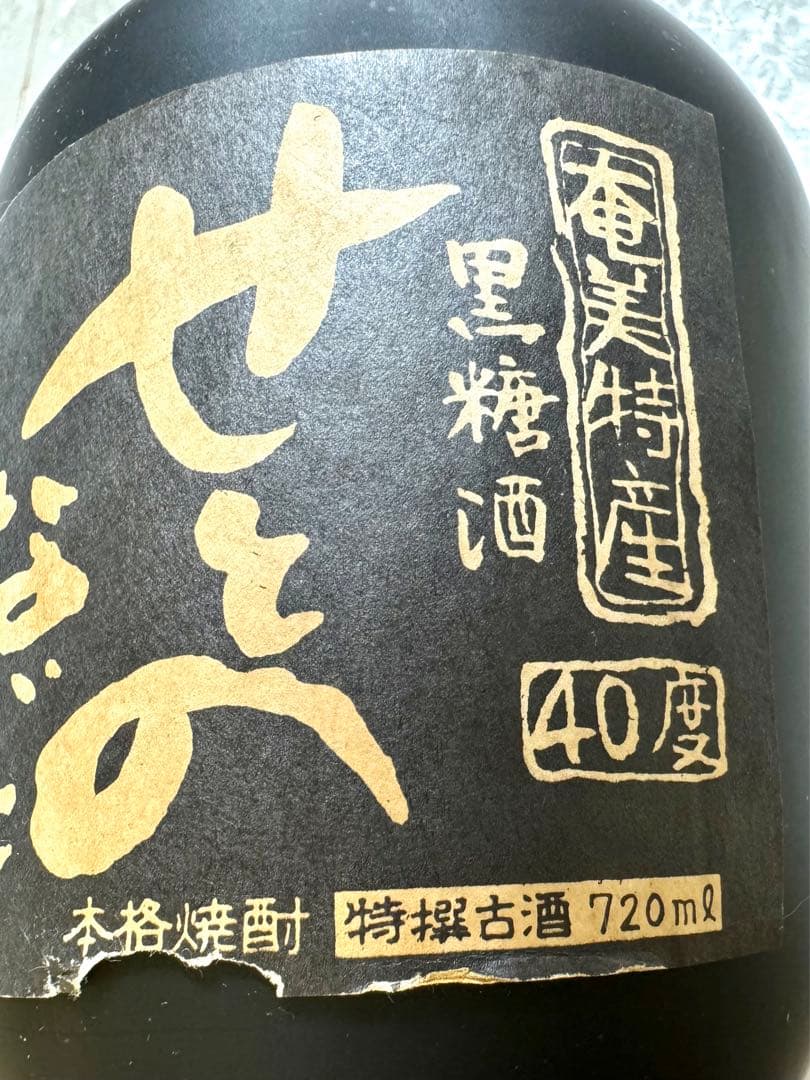 奄美特産
黒糖酒
40度
せとの
本格焼酎
特撰古酒 720ml